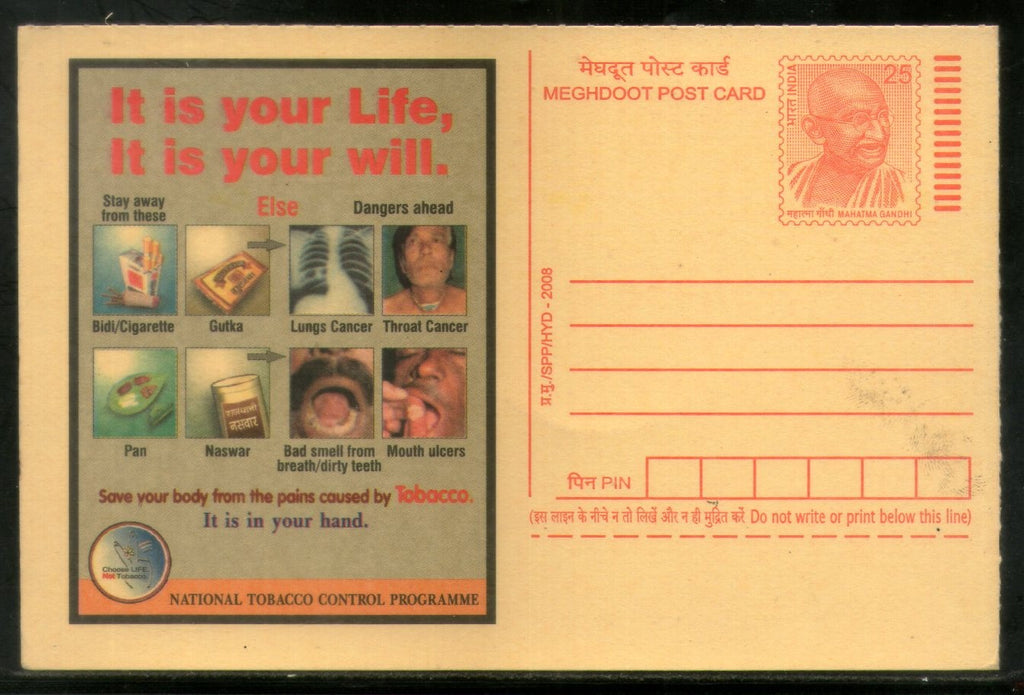 It is your Life,
It is your will.
Stay away
from these
Else
Dangers ahead
Bidi/Cigarette
Gutka
Lungs Cancer
Throat Cancer
राजधानी
नसवार
Pan
Naswar
Bad smell from
breath/dirty teeth
Mouth ulcers
Save your body from the pains caused by Tobacco.
It is in your hand.
Choose LIFE,
Not Tobacco.
NATIONAL TOBACCO CONTROL PROGRAMME
मेघदूत पोस्ट कार्ड
MEGHDOOT POST CARD
भारत INDIA
25
महात्मा गाँधी MAHATMA GANDHI
प्र.मु./SPP/HYD - 2008
पिन PIN
(इस लाइन के नीचे न तो लिखें और न ही मुद्रित करें Do not write or print below this line)